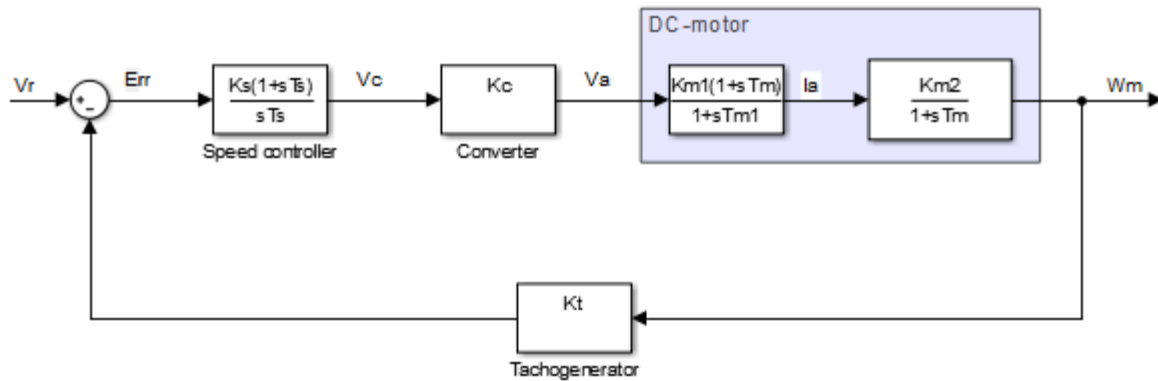 DC-motor
Vr
Err
Ks(1+sTs)
sTs
Speed controller
Vc
Kc
Converter
Va
Km1(1+sTm)
1+sTm1
Ia
Km2
1+sTm
Wm
+
-
Kt
Tachogenerator